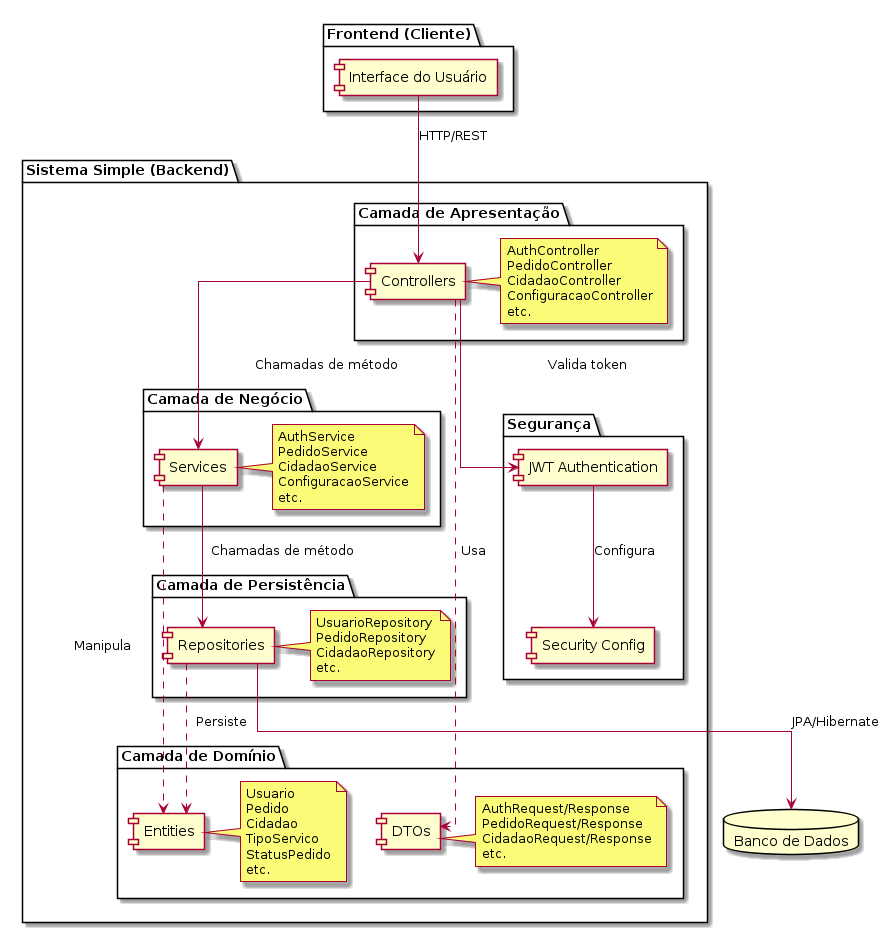 Frontend (Cliente)
Interface do Usuário
HTTP/REST
Sistema Simple (Backend)
Camada de Apresentação
Controllers
AuthController
PedidoController
CidadaoController
ConfiguracaoController
etc.
Chamadas de método
Valida token
Camada de Negócio
Services
AuthService
PedidoService
CidadaoService
ConfiguracaoService
etc.
Segurança
JWT Authentication
Chamadas de método
Usa
Configura
Camada de Persistência
Manipula
Repositories
UsuarioRepository
PedidoRepository
CidadaoRepository
etc.
Security Config
Persiste
JPA/Hibernate
Camada de Domínio
Entities
Usuario
Pedido
Cidadao
TipoServico
StatusPedido
etc.
DTOs
AuthRequest/Response
PedidoRequest/Response
CidadaoRequest/Response
etc.
Banco de Dados